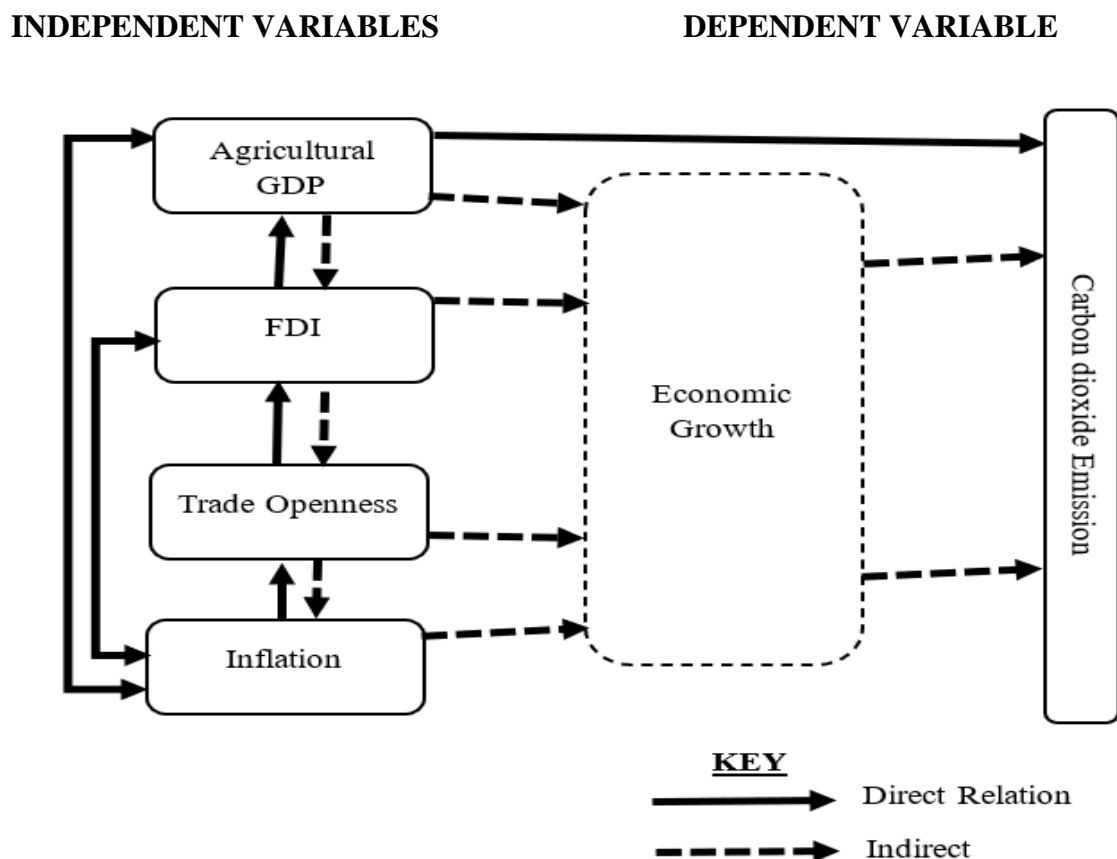 INDEPENDENT VARIABLES
DEPENDENT VARIABLE
Agricultural
GDP
FDI
Trade Openness
Inflation
Economic
Growth
Carbon dioxide Emission
KEY
Direct Relation
Indirect